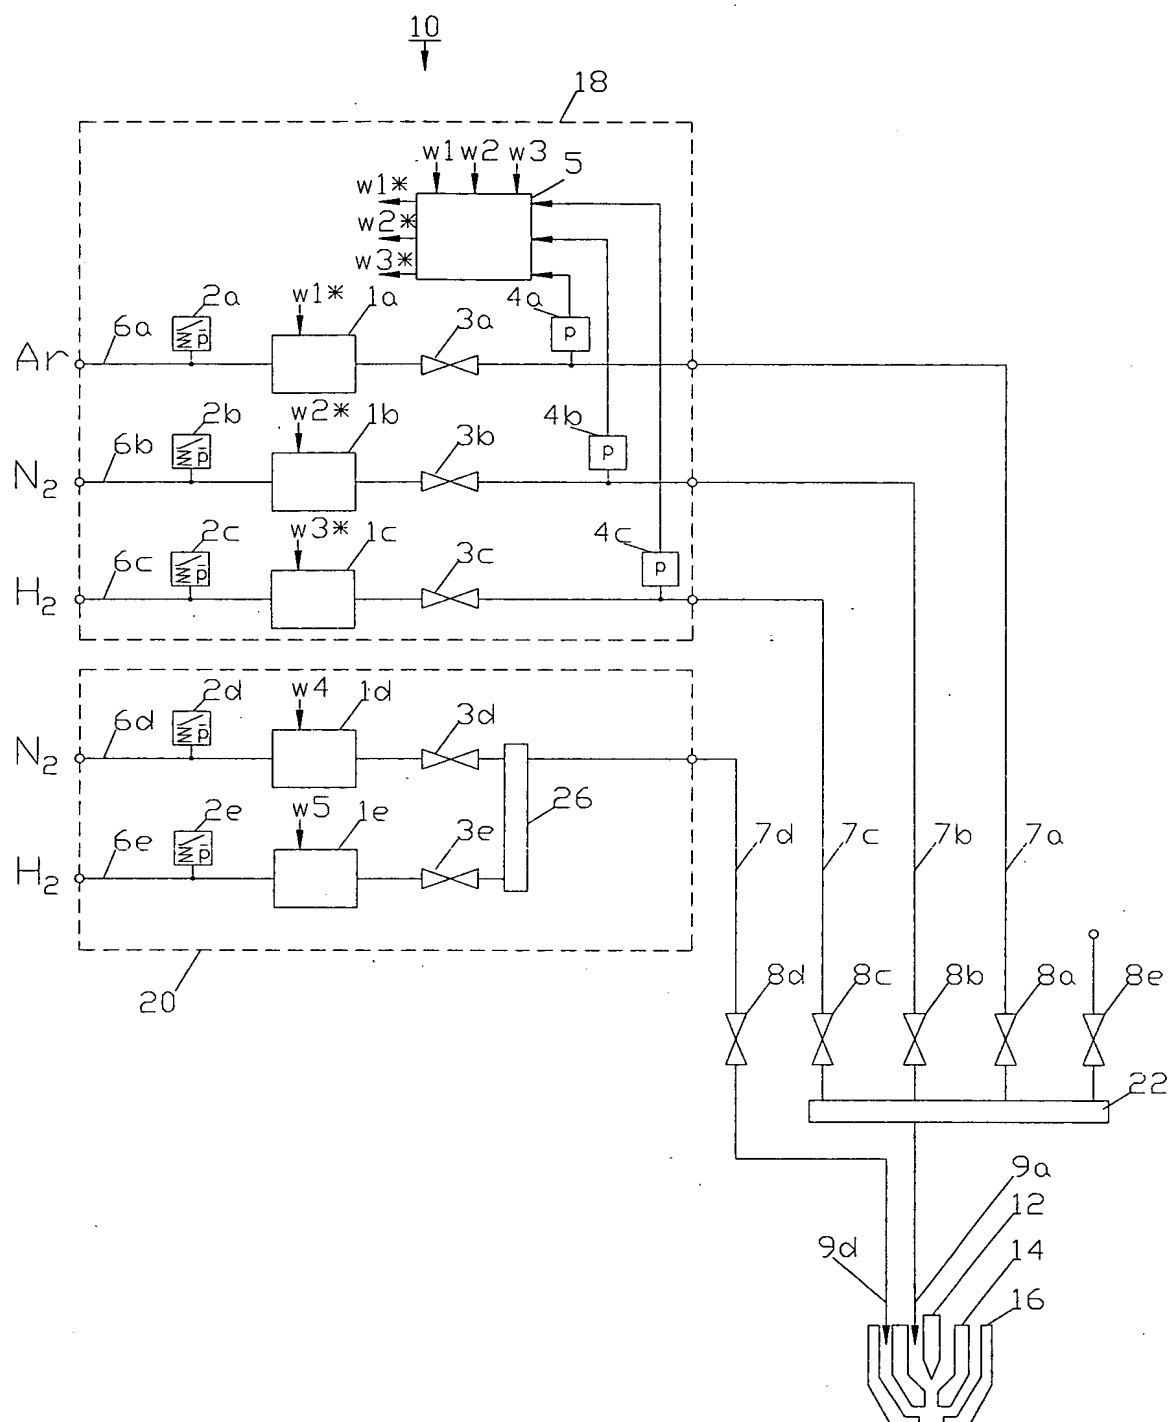 10
18
w1 w2 w3 5
w1*
w2*
w3*
2a w1* 1a 3a 4a
6a p p
Ar
2b w2* 1b 3b 4b
6b p p
N2
2c w3* 1c 3c 4c
6c p p
H2
2d w4 1d 3d
6d p
N2
2e w5 1e 3e 26
6e p
H2
7d 7c 7b 7a
20 8d 8c 8b 8a 8e
22
9a
12
9d 14
16